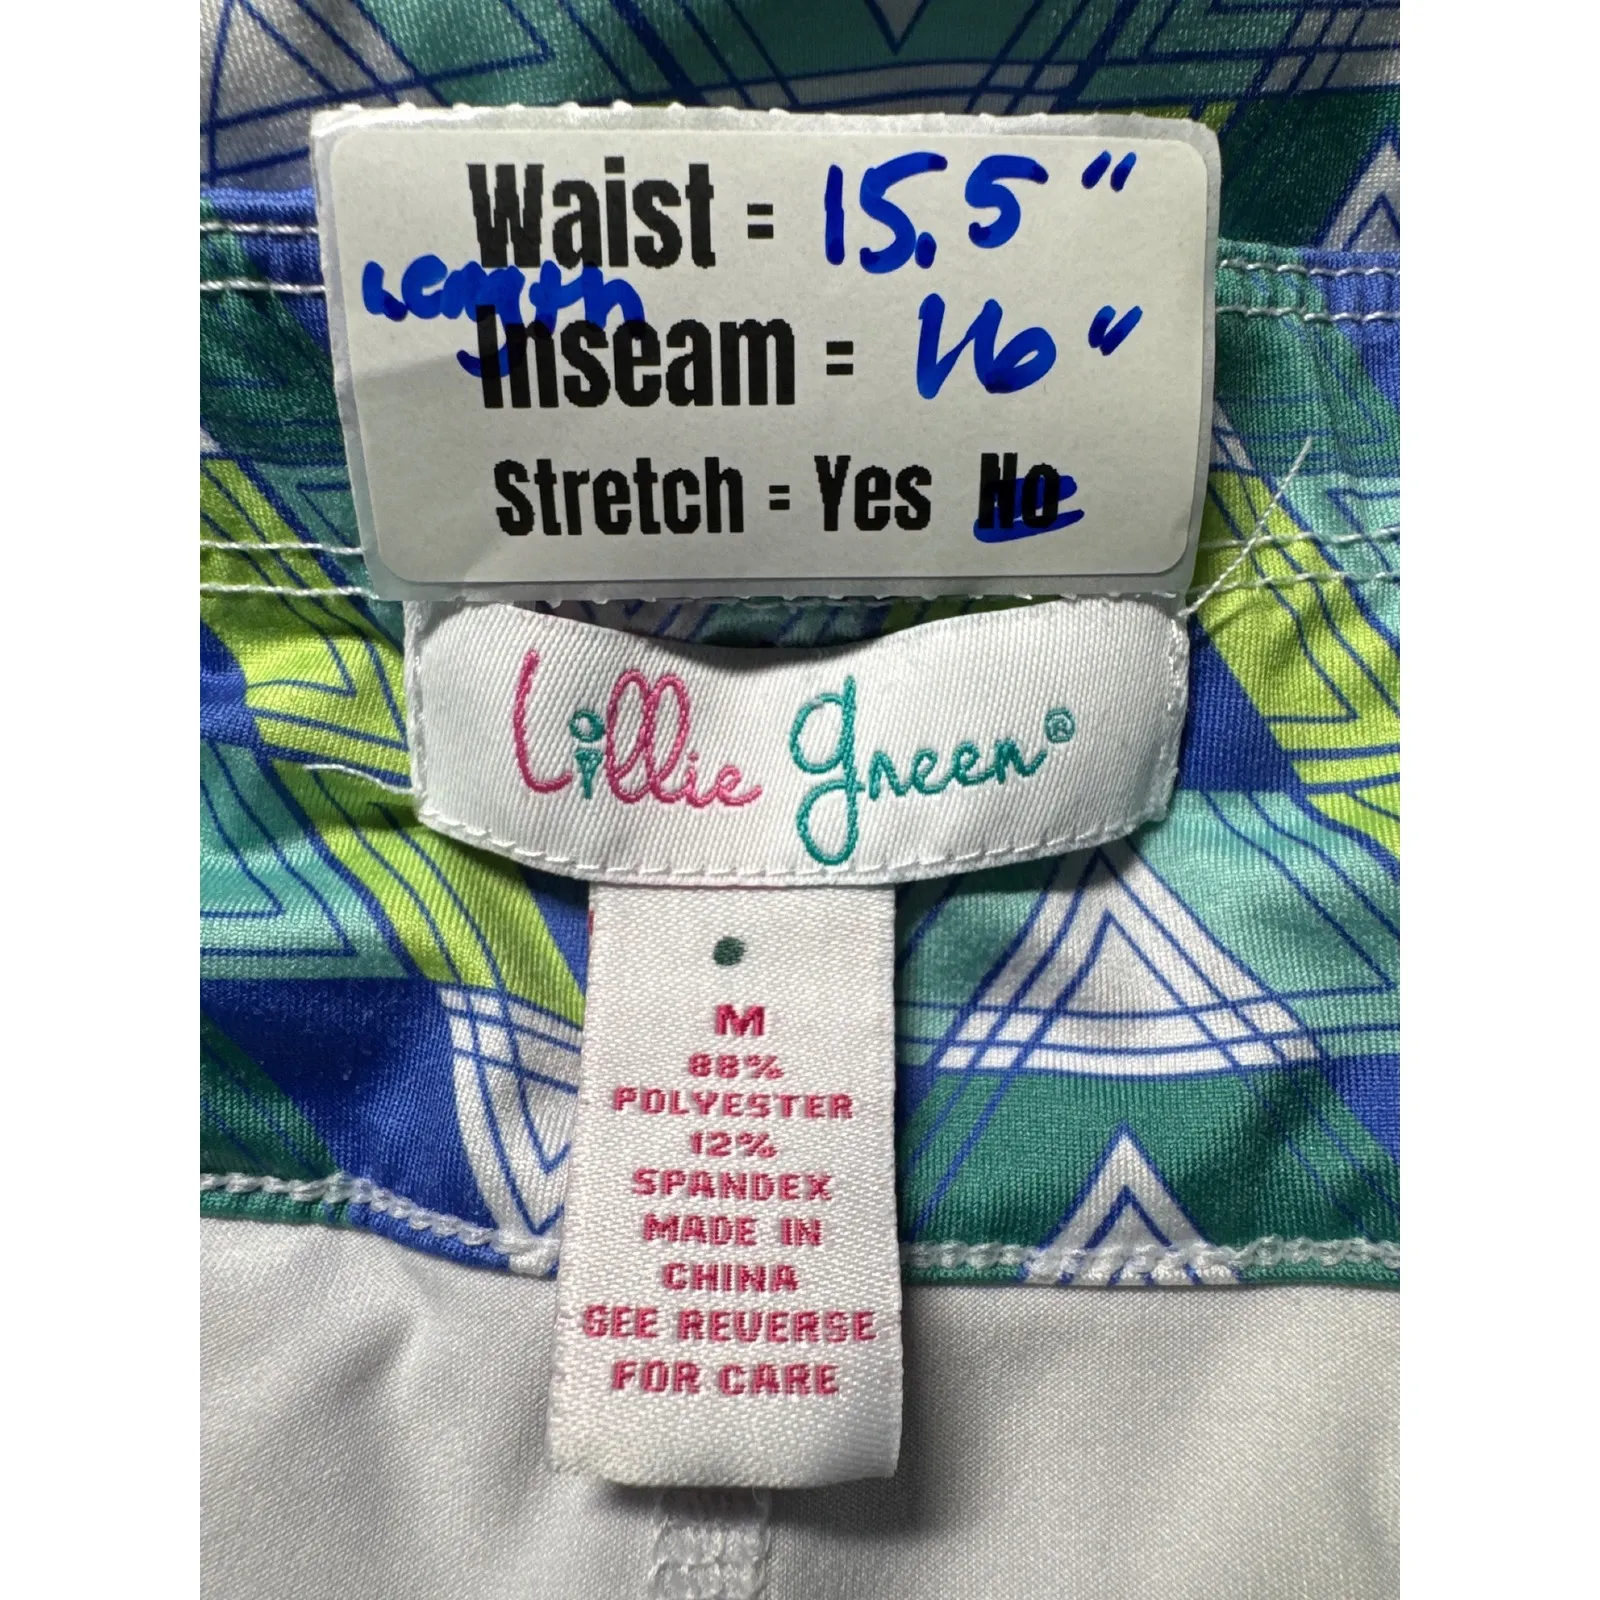 Waist = 15.5"
Length
Inseam = 16"
Stretch = Yes No
Lillie green®
M
88%
POLYESTER
12%
SPANDEX
MADE IN
CHINA
SEE REVERSE
FOR CARE